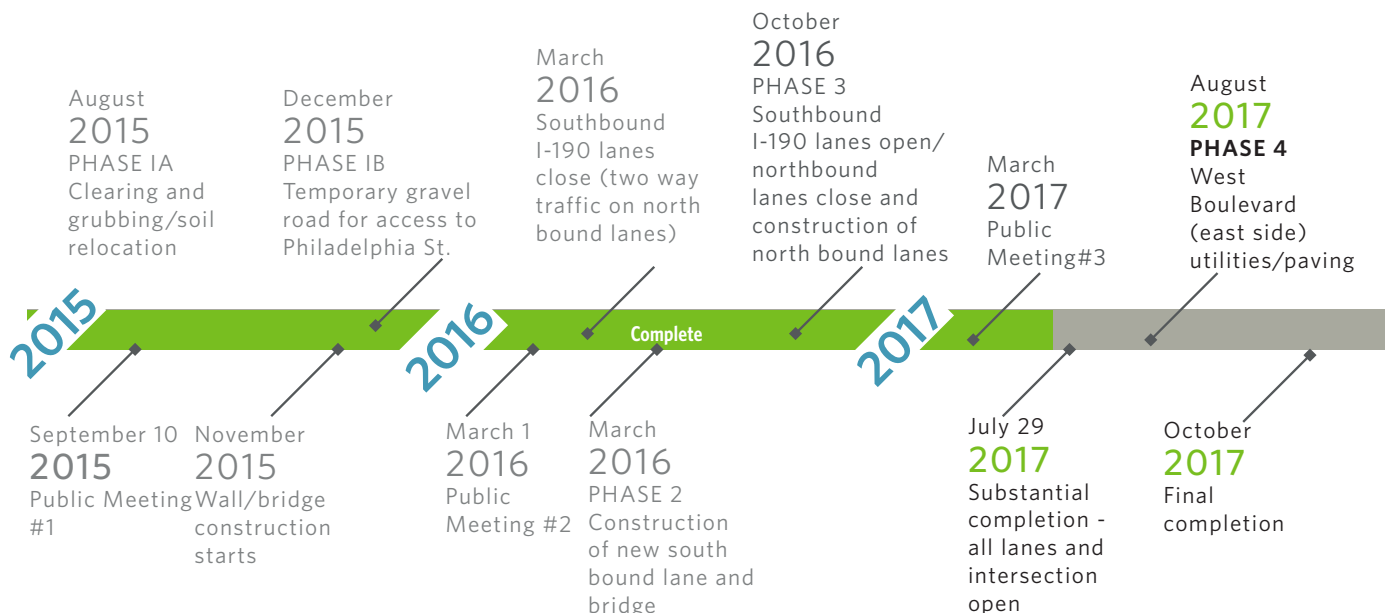 August
2015
PHASE IA
Clearing and
grubbing/soil
relocation
December
2015
PHASE IB
Temporary gravel
road for access to
Philadelphia St.
March
2016
Southbound
I-190 lanes
close (two way
traffic on north
bound lanes)
October
2016
PHASE 3
Southbound
I-190 lanes open/
northbound
lanes close and
construction of
north bound lanes
March
2017
Public
Meeting#3
August
2017
PHASE 4
West
Boulevard
(east side)
utilities/paving
2015
2016
Complete
2017
September 10
2015
Public Meeting
#1
November
2015
Wall/bridge
construction
starts
March 1
2016
Public
Meeting #2
March
2016
PHASE 2
Construction
of new south
bound lane and
bridge
July 29
2017
Substantial
completion -
all lanes and
intersection
open
October
2017
Final
completion